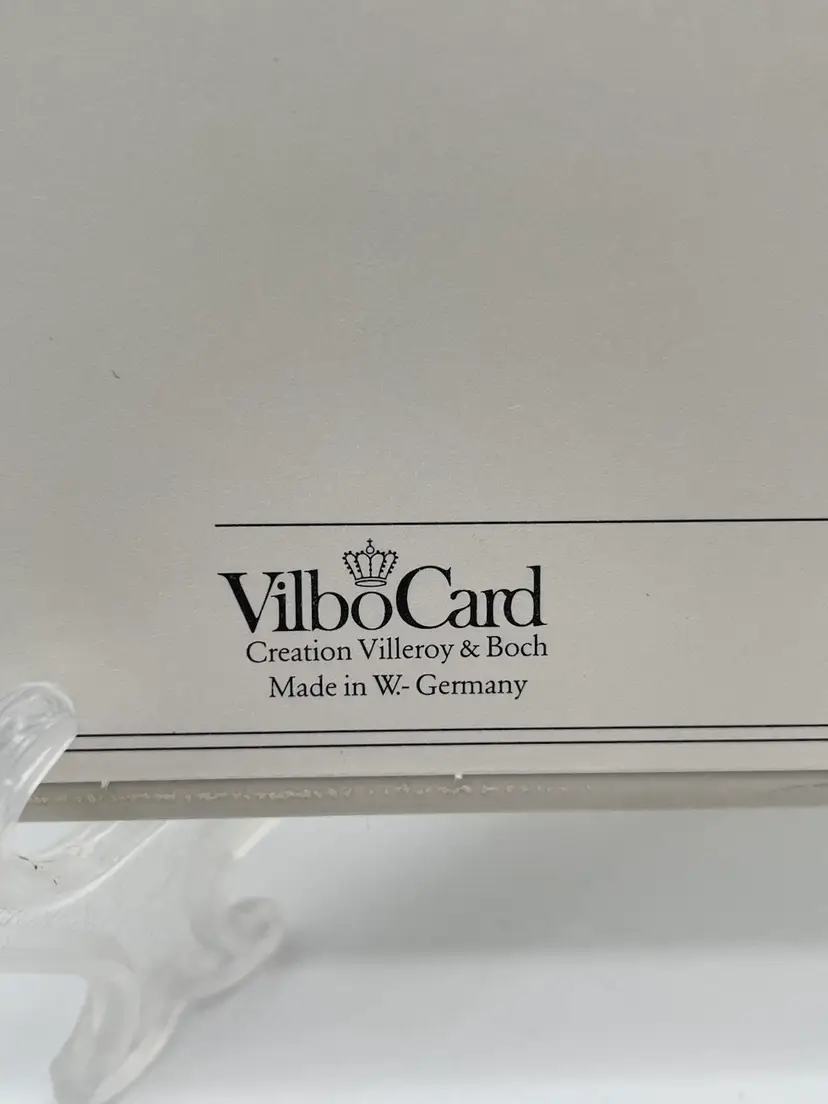 VilboCard
Creation Villeroy & Boch
Made in W.- Germany